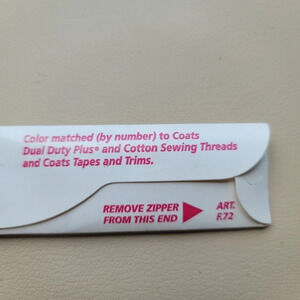 Color matched (by number) to Coats
Dual Duty Plus® and Cotton Sewing Threads
and Coats Tapes and Trims.
REMOVE ZIPPER
FROM THIS END
ART.
F.72